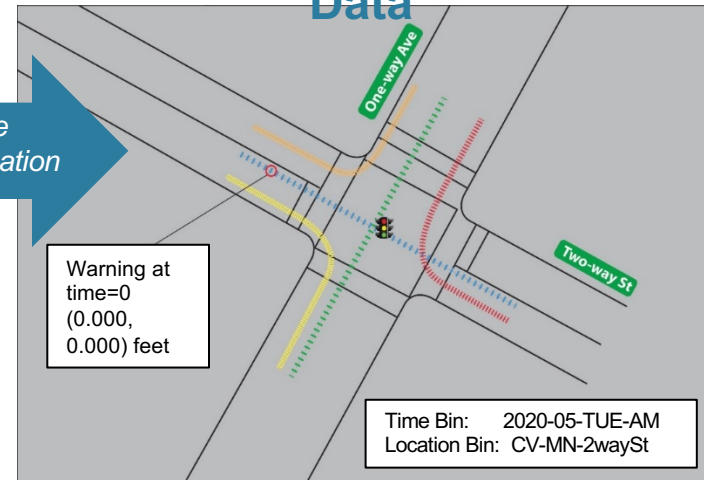 Data
One-way Ave
Two-way St
Warning at
time=0
(0.000,
0.000) feet
Time Bin: 2020-05-TUE-AM
Location Bin: CV-MN-2waySt